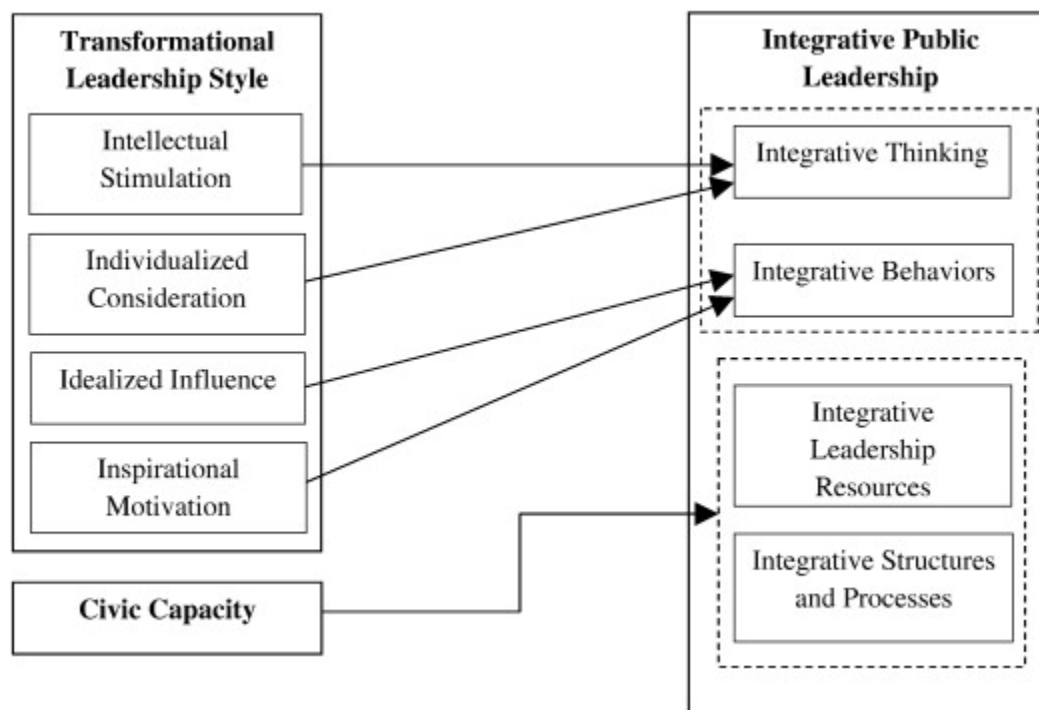 Transformational
Leadership Style
Intellectual
Stimulation
Individualized
Consideration
Idealized Influence
Inspirational
Motivation
Civic Capacity
Integrative Public
Leadership
Integrative Thinking
Integrative Behaviors
Integrative
Leadership
Resources
Integrative Structures
and Processes